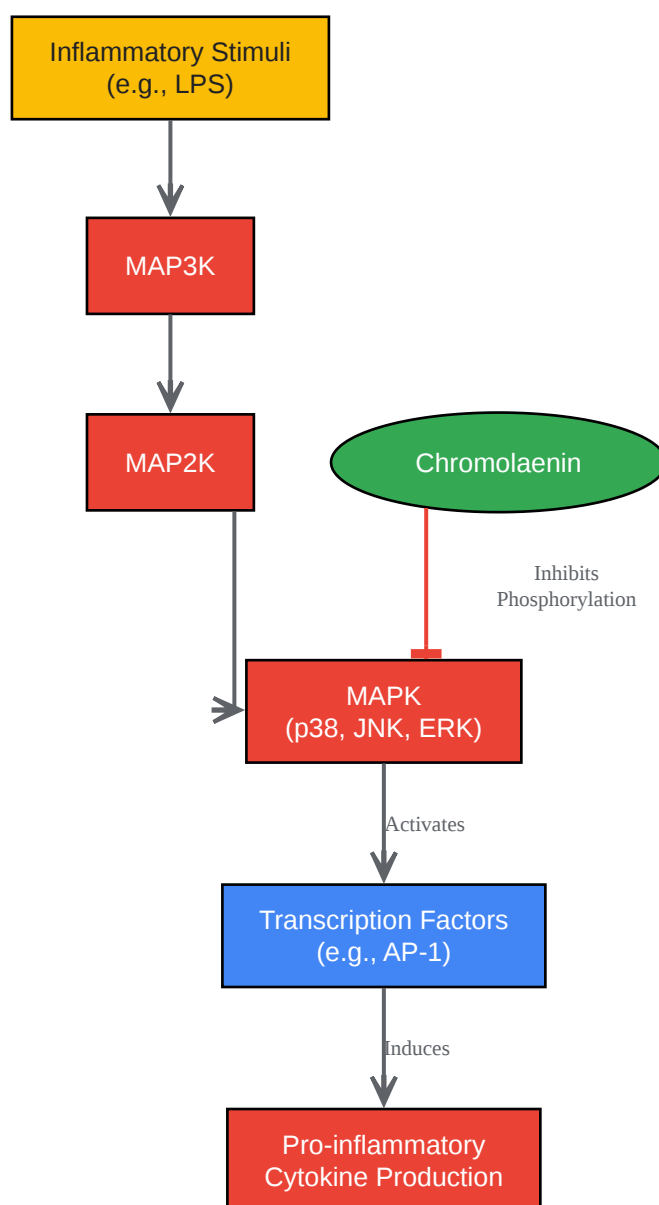 Inflammatory Stimuli
(e.g., LPS)
MAP3K
MAP2K
Chromolaenin
Inhibits
Phosphorylation
MAPK
(p38, JNK, ERK)
Activates
Transcription Factors
(e.g., AP-1)
Induces
Pro-inflammatory
Cytokine Production